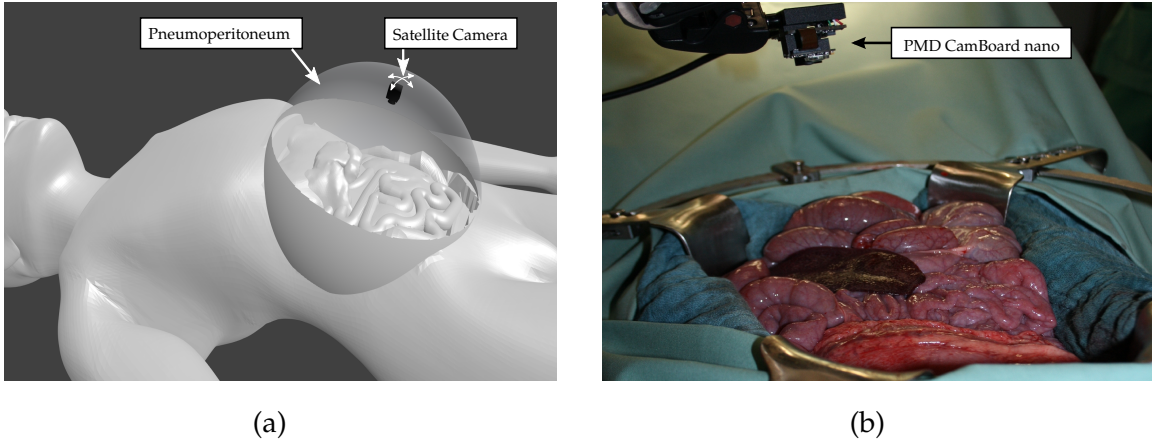 Pneumoperitoneum
Satellite Camera
PMD CamBoard nano
(a)
(b)